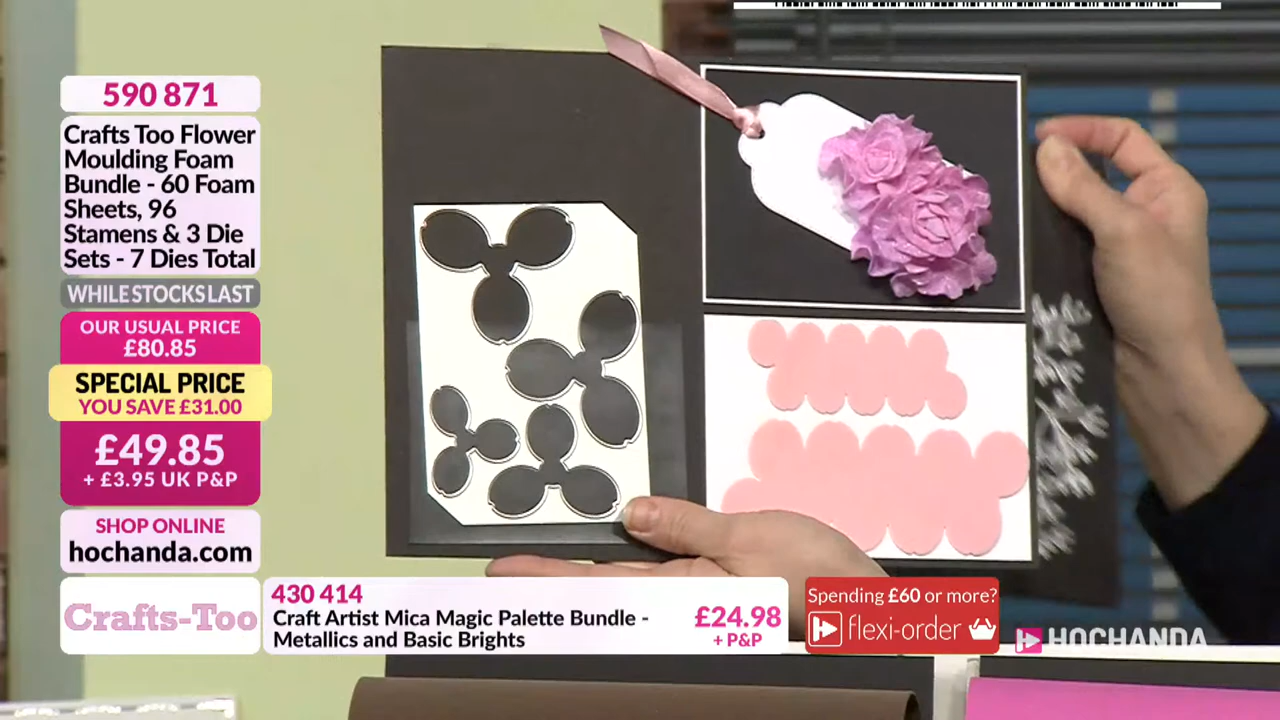 590 871
Crafts Too Flower
Moulding Foam
Bundle - 60 Foam
Sheets, 96
Stamens & 3 Die
Sets - 7 Dies Total
WHILE STOCKS LAST
OUR USUAL PRICE
£80.85
SPECIAL PRICE
YOU SAVE £31.00
£49.85
+ £3.95 UK P&P
SHOP ONLINE
hochanda.com
Crafts-Too
430 414
Craft Artist Mica Magic Palette Bundle -
Metallics and Basic Brights
£24.98
+ P&P
Spending £60 or more?
flexi-order
HOCHANDA